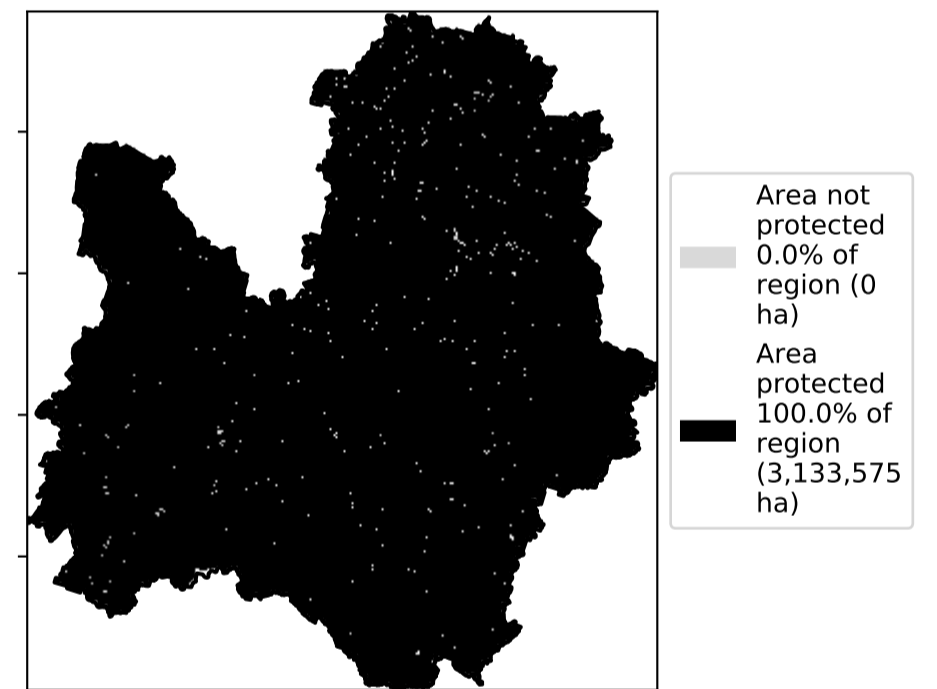 Area not
protected
0.0% of
region (0
ha)
Area
protected
100.0% of
region
(3,133,575
ha)